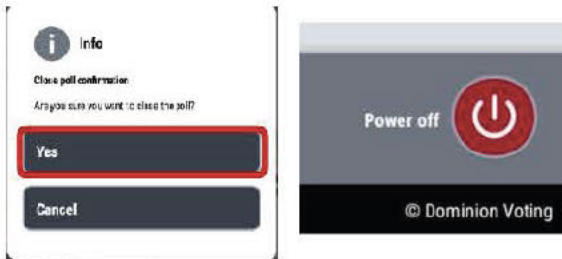 Info
Close poll confirmation
Are you sure you want to close the poll?
Yes
Cancel
Power off
© Dominion Voting